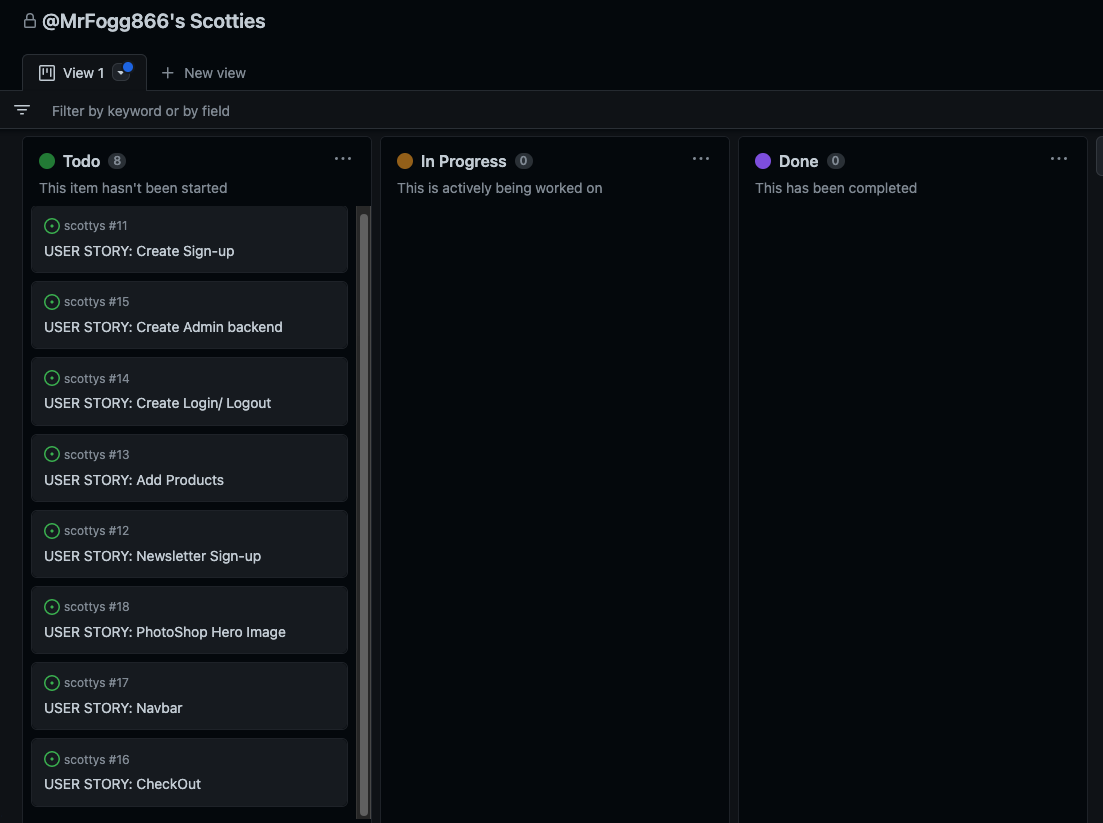 @MrFogg866's Scotties
View 1
New view
Filter by keyword or by field
Todo 8
This item hasn't been started
scottys #11
USER STORY: Create Sign-up
scottys #15
USER STORY: Create Admin backend
scottys #14
USER STORY: Create Login/ Logout
scottys #13
USER STORY: Add Products
scottys #12
USER STORY: Newsletter Sign-up
scottys #18
USER STORY: PhotoShop Hero Image
scottys #17
USER STORY: Navbar
scottys #16
USER STORY: CheckOut
In Progress 0
This is actively being worked on
Done 0
This has been completed